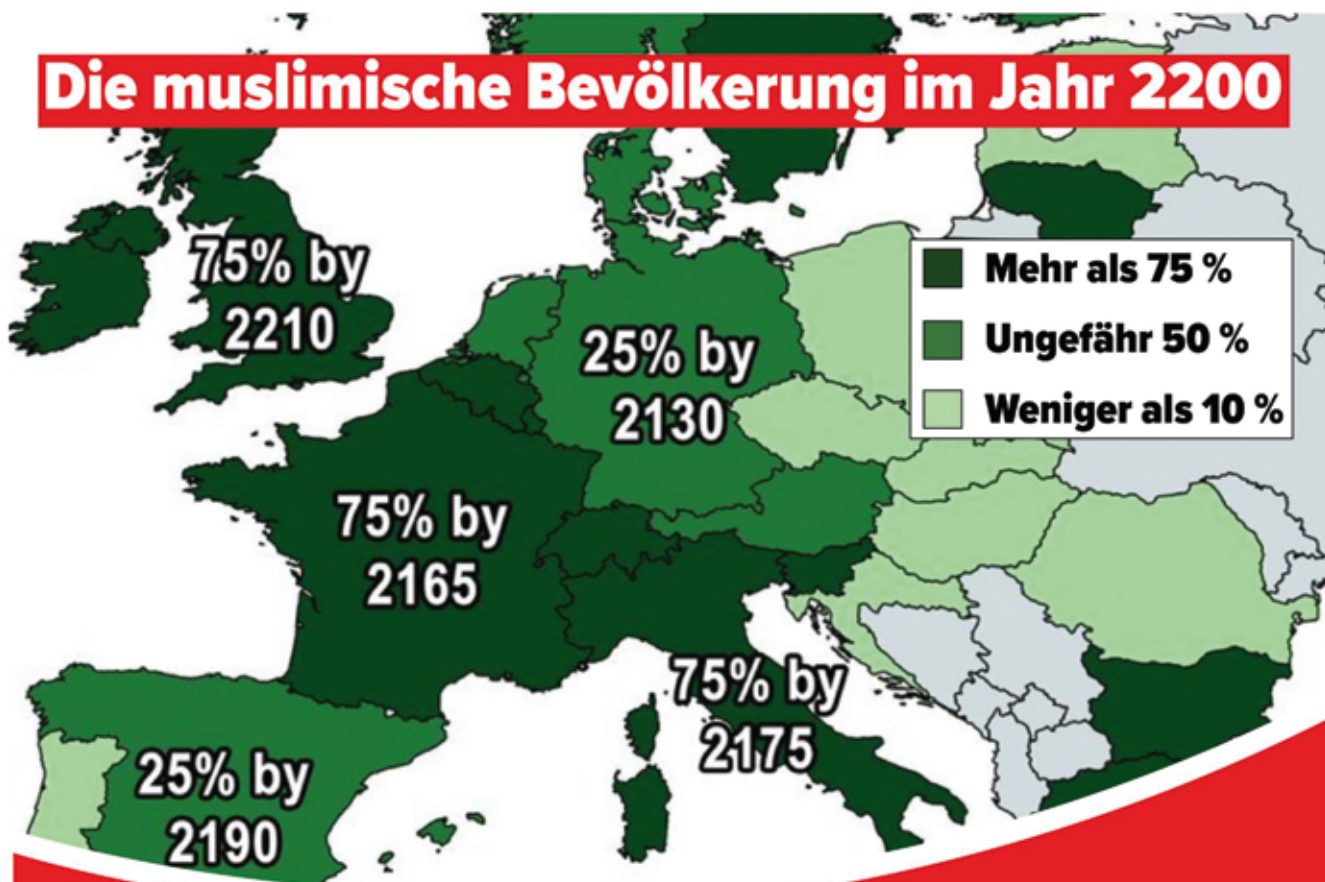 Die muslimische Bevölkerung im Jahr 2200
75% by
2210
Mehr als 75 %
Ungefähr 50 %
Weniger als 10 %
25% by
2130
75% by
2165
75% by
2175
25% by
2190